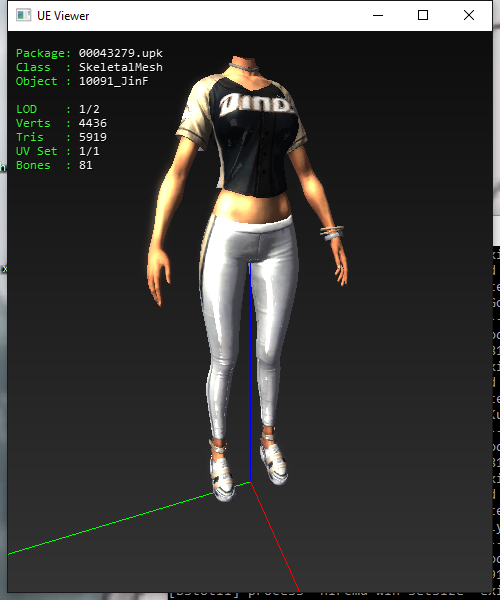 UE Viewer
Package: 00043279.upk
Class : SkeletalMesh
Object : 10091_JinF
LOD : 1/2
Verts : 4436
Tris : 5919
UV Set : 1/1
Bones : 81